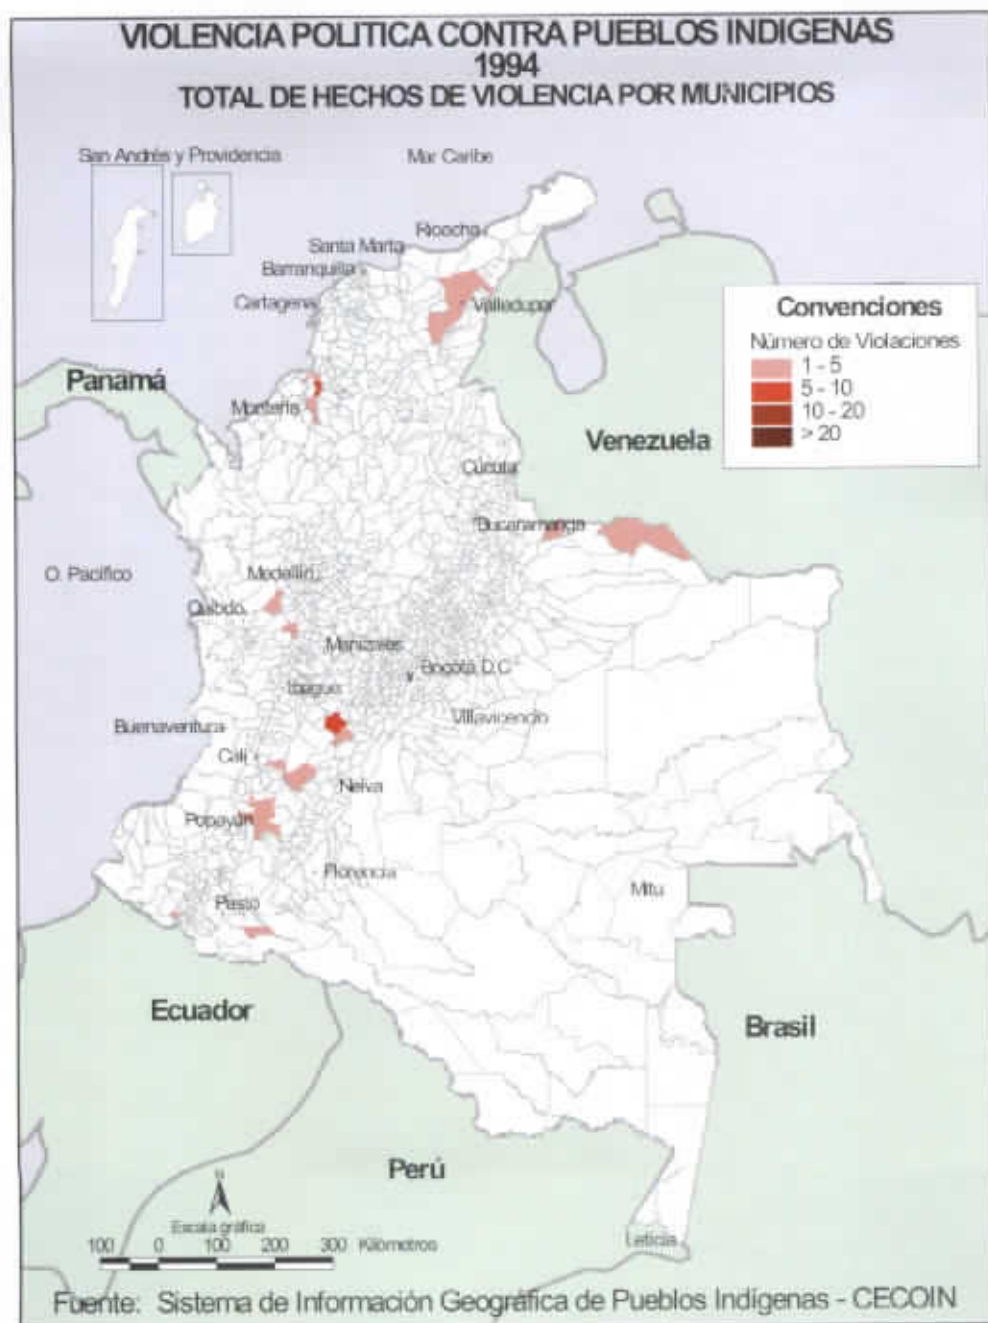 VIOLENCIA POLITICA CONTRA PUEBLOS INDIGENAS
1994
TOTAL DE HECHOS DE VIOLENCIA POR MUNICIPIOS
San Andrés y Providencia
Mar Caribe
Riohacha
Santa Marta
Barranquilla
Cartagena
Valledupar
Convenciones
Número de Violaciones
1 - 5
5 - 10
10 - 20
> 20
Panamá
Montería
Venezuela
Cúcuta
Bucaramanga
O. Pacífico
Medellín
Quibdo
Manizales
Bogotá D.C
Ibague
Villavicencio
Buenaventura
Cali
Neiva
Popayán
Florencia
Mitu
Pasto
Ecuador
Brasil
Perú
N
Escala gráfica
100 0 100 200 300 Kilómetros
Leticia
Fuente: Sistema de Información Geográfica de Pueblos Indígenas - CECOIN